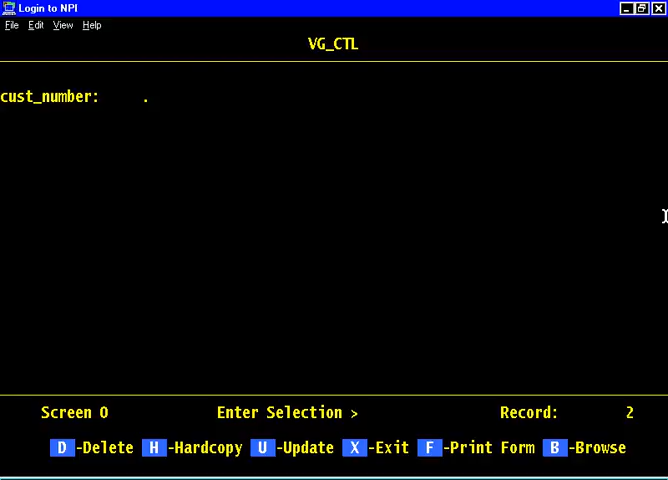 Login to NPI
File Edit View Help
VG_CTL
cust_number: .
Screen 0 Enter Selection > Record: 2
D -Delete H -Hardcopy U -Update X -Exit F -Print Form B -Browse